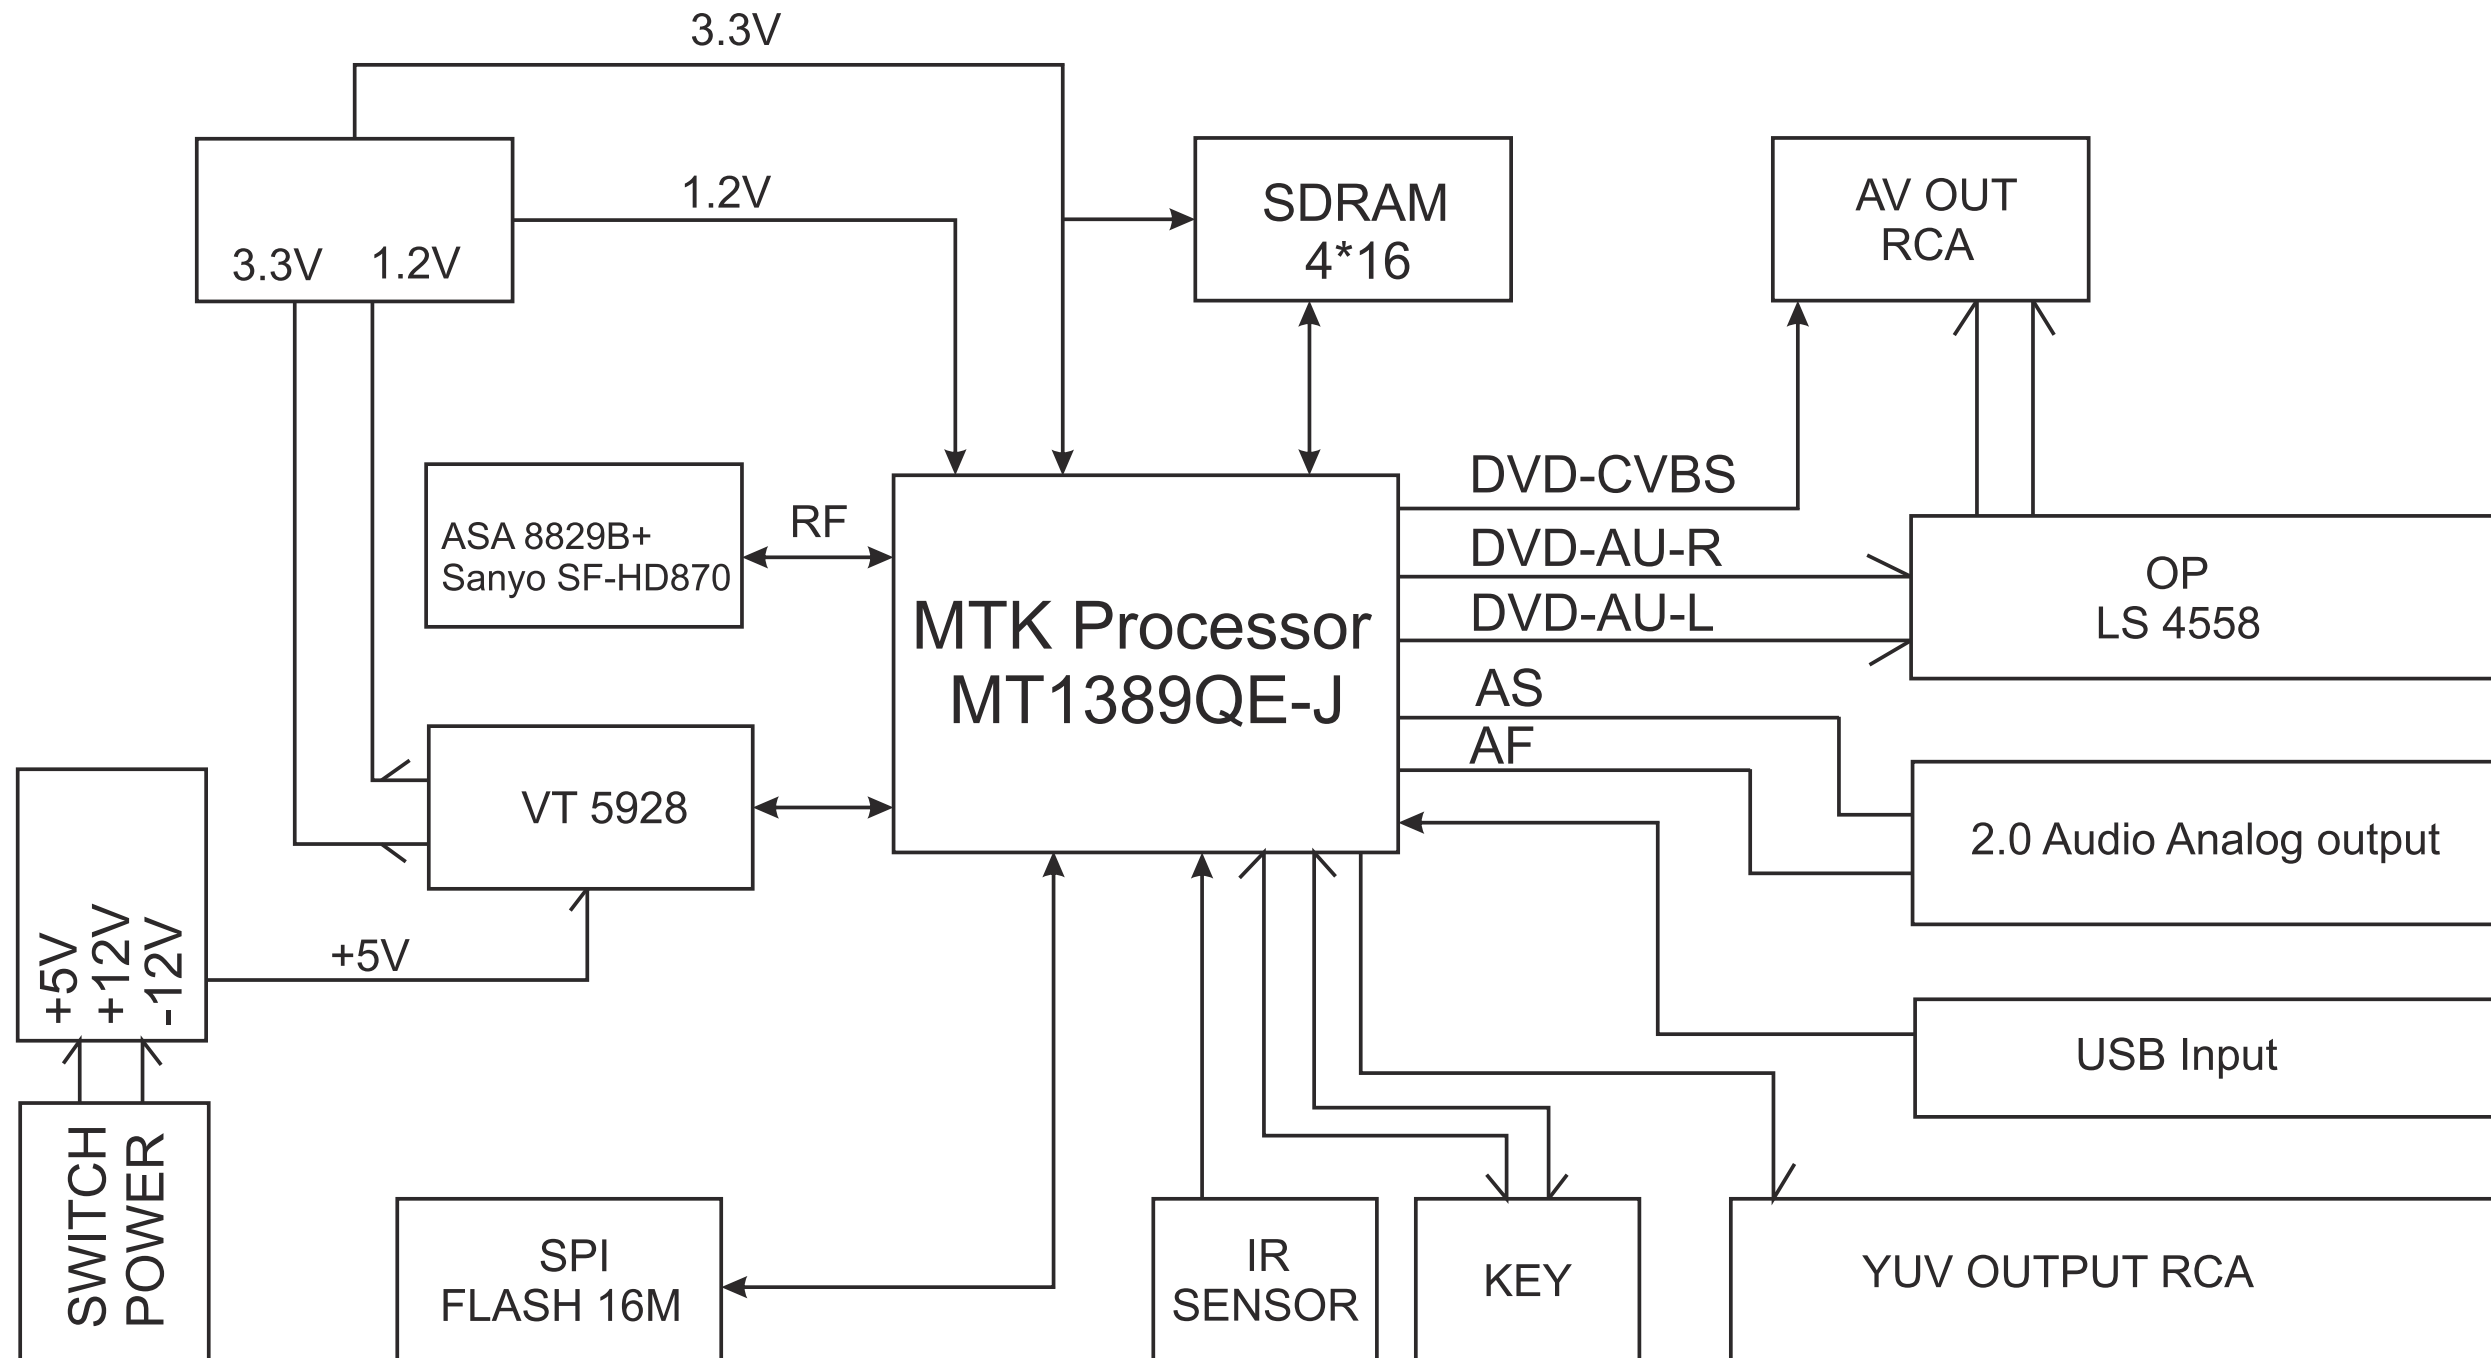 3.3V
1.2V
3.3V
1.2V
SDRAM
4*16
AV OUT
RCA
ASA 8829B+
Sanyo SF-HD870
RF
MTK Processor
MT1389QE-J
DVD-CVBS
DVD-AU-R
DVD-AU-L
AS
AF
OP
LS 4558
VT 5928
2.0 Audio Analog output
+5V
+12V
-12V
+5V
USB Input
SWITCH
POWER
SPI
FLASH 16M
IR
SENSOR
KEY
YUV OUTPUT RCA